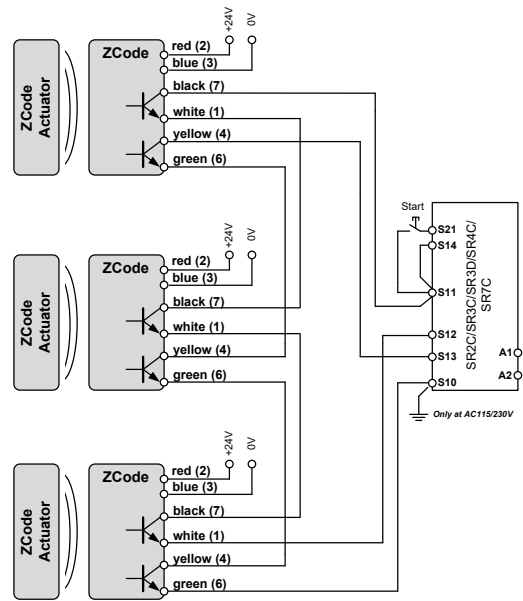 ZCode
Actuator
ZCode
red (2)
blue (3)
black (7)
white (1)
yellow (4)
green (6)
+24V
0V
ZCode
Actuator
ZCode
red (2)
blue (3)
black (7)
white (1)
yellow (4)
green (6)
+24V
0V
ZCode
Actuator
ZCode
red (2)
blue (3)
black (7)
white (1)
yellow (4)
green (6)
+24V
0V
Start
S21
S14
S11
S12
S13
S10
SR2C/SR3C/SR3D/SR4C/
SR7C
A1
A2
Only at AC115/230V